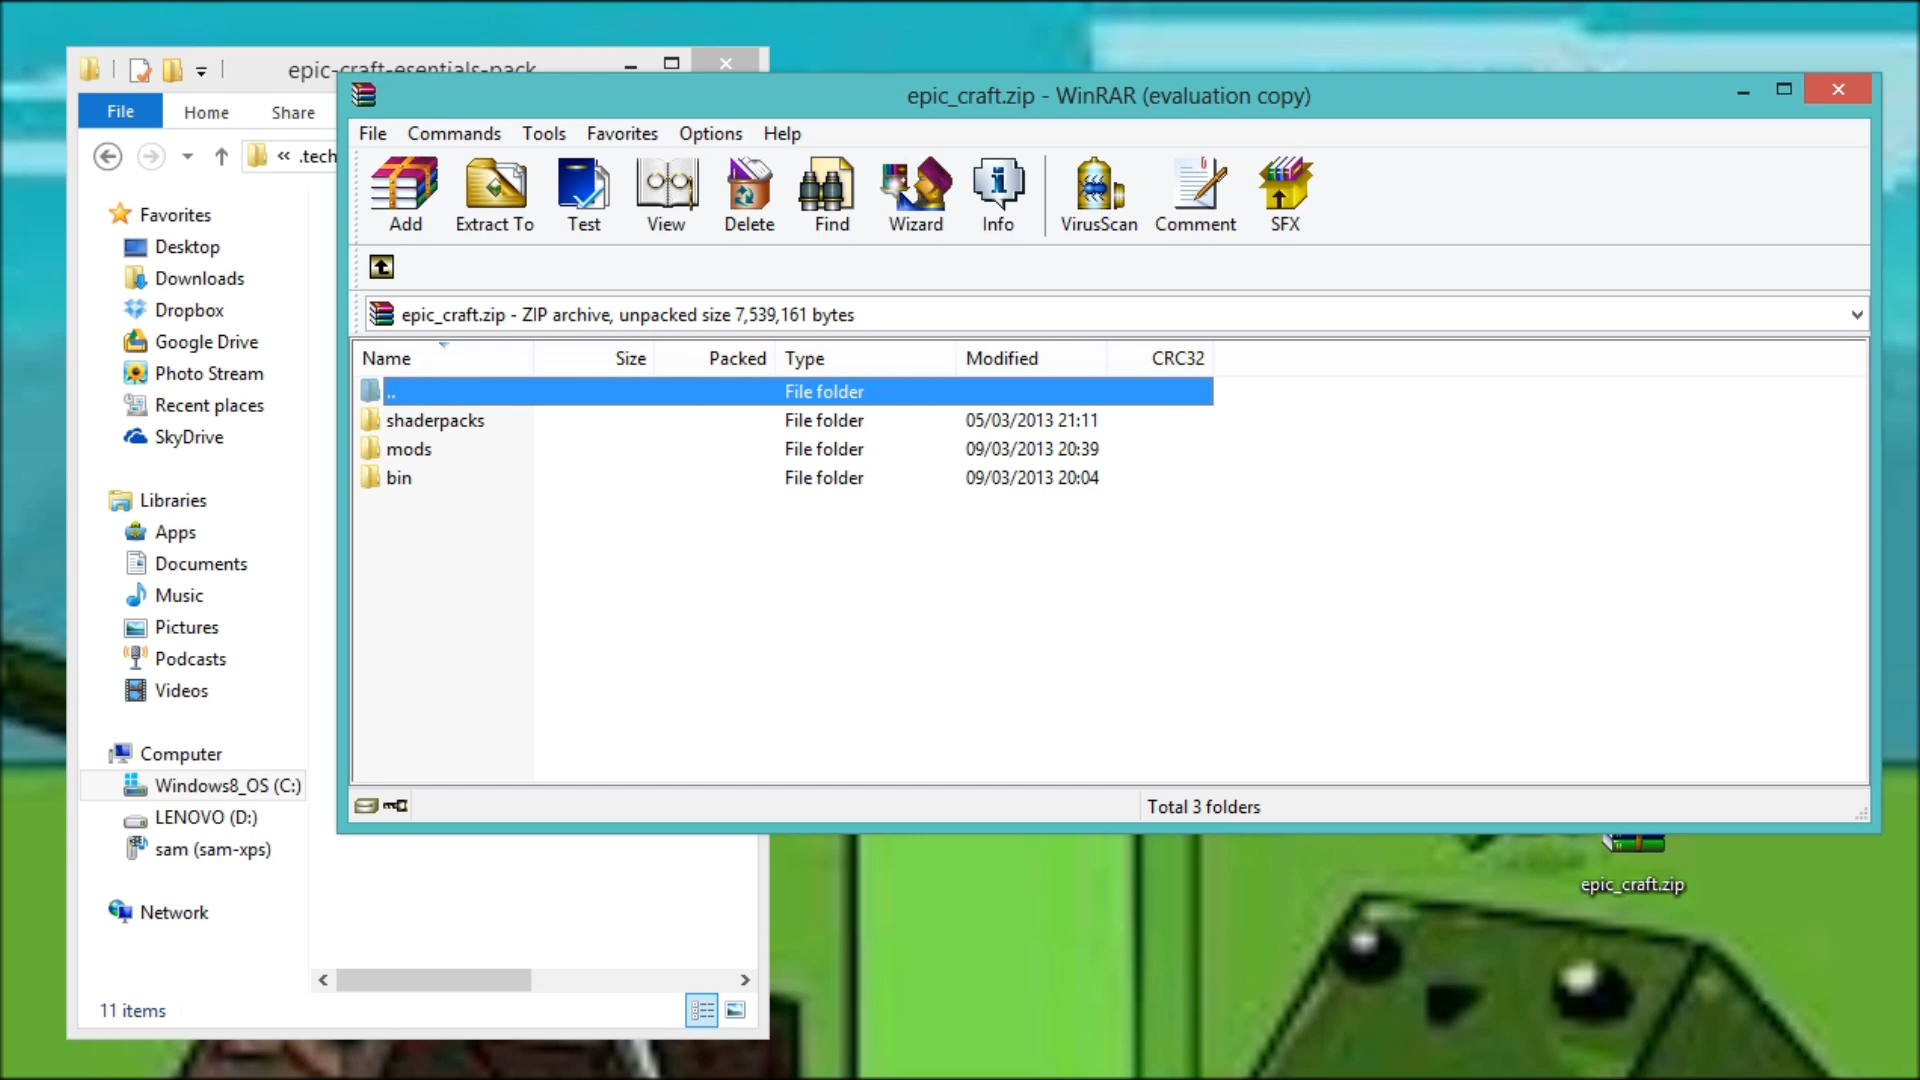 epic-craft-esentials-pack
File Home Share
« .tech
Favorites
Desktop
Downloads
Dropbox
Google Drive
Photo Stream
Recent places
SkyDrive
Libraries
Apps
Documents
Music
Pictures
Podcasts
Videos
Computer
Windows8_OS (C:)
LENOVO (D:)
sam (sam-xps)
Network
11 items
epic_craft.zip - WinRAR (evaluation copy)
File Commands Tools Favorites Options Help
Add Extract To Test View Delete Find Wizard Info VirusScan Comment SFX
epic_craft.zip - ZIP archive, unpacked size 7,539,161 bytes
Name Size Packed Type Modified CRC32
.. File folder
shaderpacks File folder 05/03/2013 21:11
mods File folder 09/03/2013 20:39
bin File folder 09/03/2013 20:04
Total 3 folders
epic_craft.zip